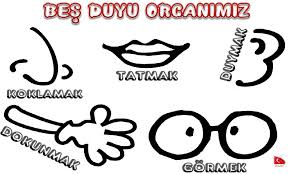 BEŞ DUYU ORGANIMIZ
KOKLAMAK
TATMAK
DUYMAK
DOKUNMAK
GÖRMEK